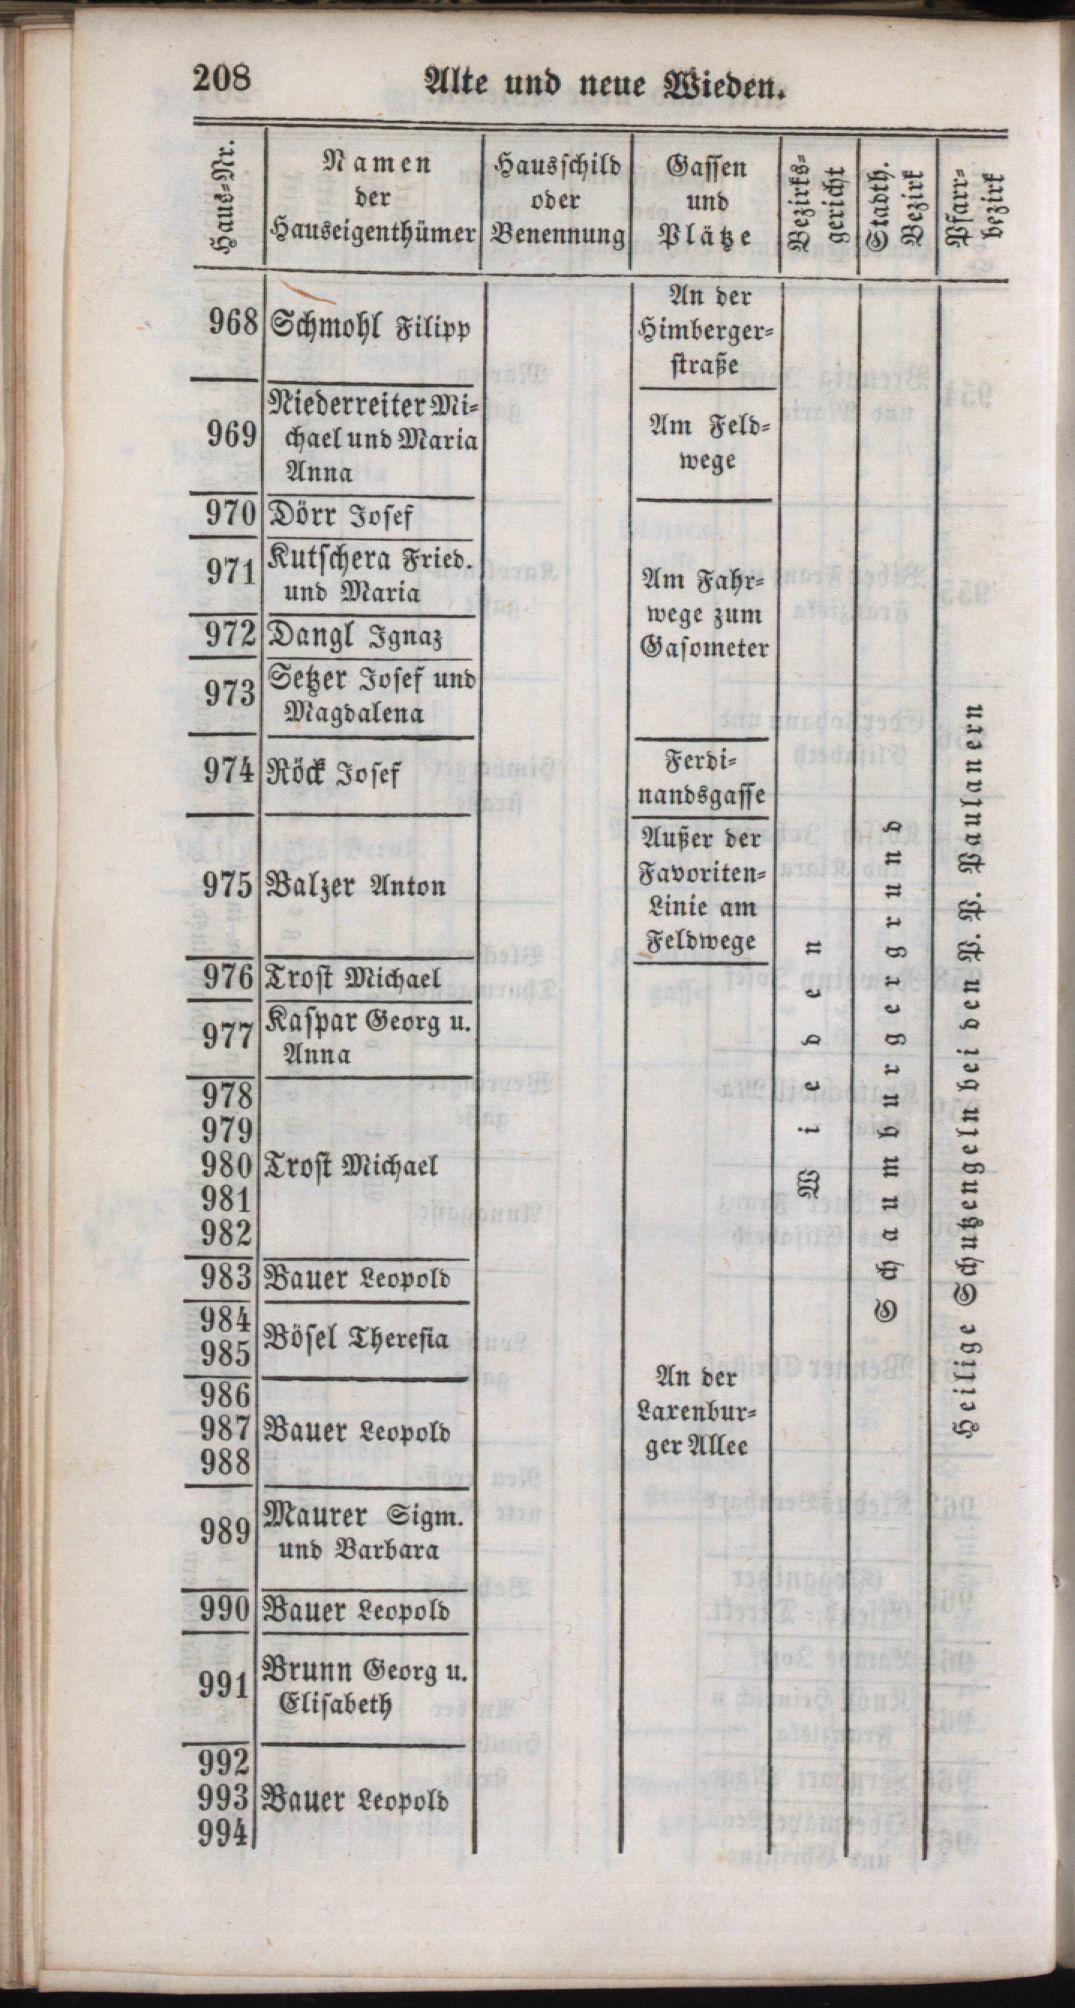 208
Alte und neue Wieden.
Haus-Nr.
Namen
der
Hauseigenthümer
Hausschild
oder
Benennung
Gassen
und
Plätze
Bezirks-
gericht
Stadth.
Bezirk
Pfarr-
bezirk
968 Schmohl Filipp
An der
Himberger-
straße
969 Niederreiter Mi-
chael und Maria
Anna
Am Feld-
wege
970 Dörr Josef
971 Kutschera Fried.
und Maria
972 Dangl Ignaz
973 Setzer Josef und
Magdalena
Am Fahr-
wege zum
Gasometer
974 Röck Josef
Ferdi-
nandsgasse
975 Balzer Anton
Außer der
Favoriten-
Linie am
Feldwege
976 Trost Michael
977 Kaspar Georg u.
Anna
978
979
980 Trost Michael
981
982
983 Bauer Leopold
984
985
Bösel Theresia
986
987 Bauer Leopold
988
989 Maurer Sigm.
und Barbara
990 Bauer Leopold
991 Brunn Georg u.
Elisabeth
992
993 Bauer Leopold
994
An der
Laxenbur-
ger Allee
Wieden
Schaumburgergrund
Heilige Schutzengeln bei den P. P. Paulanern